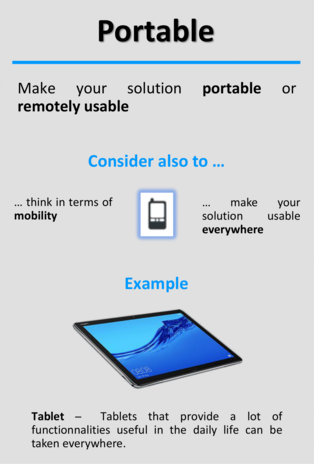 Portable
Make your solution portable or
remotely usable
Consider also to …
… think in terms of
mobility
… make your
solution usable
everywhere
Example
08:08
Tablet – Tablets that provide a lot of
functionnalities useful in the daily life can be
taken everywhere.